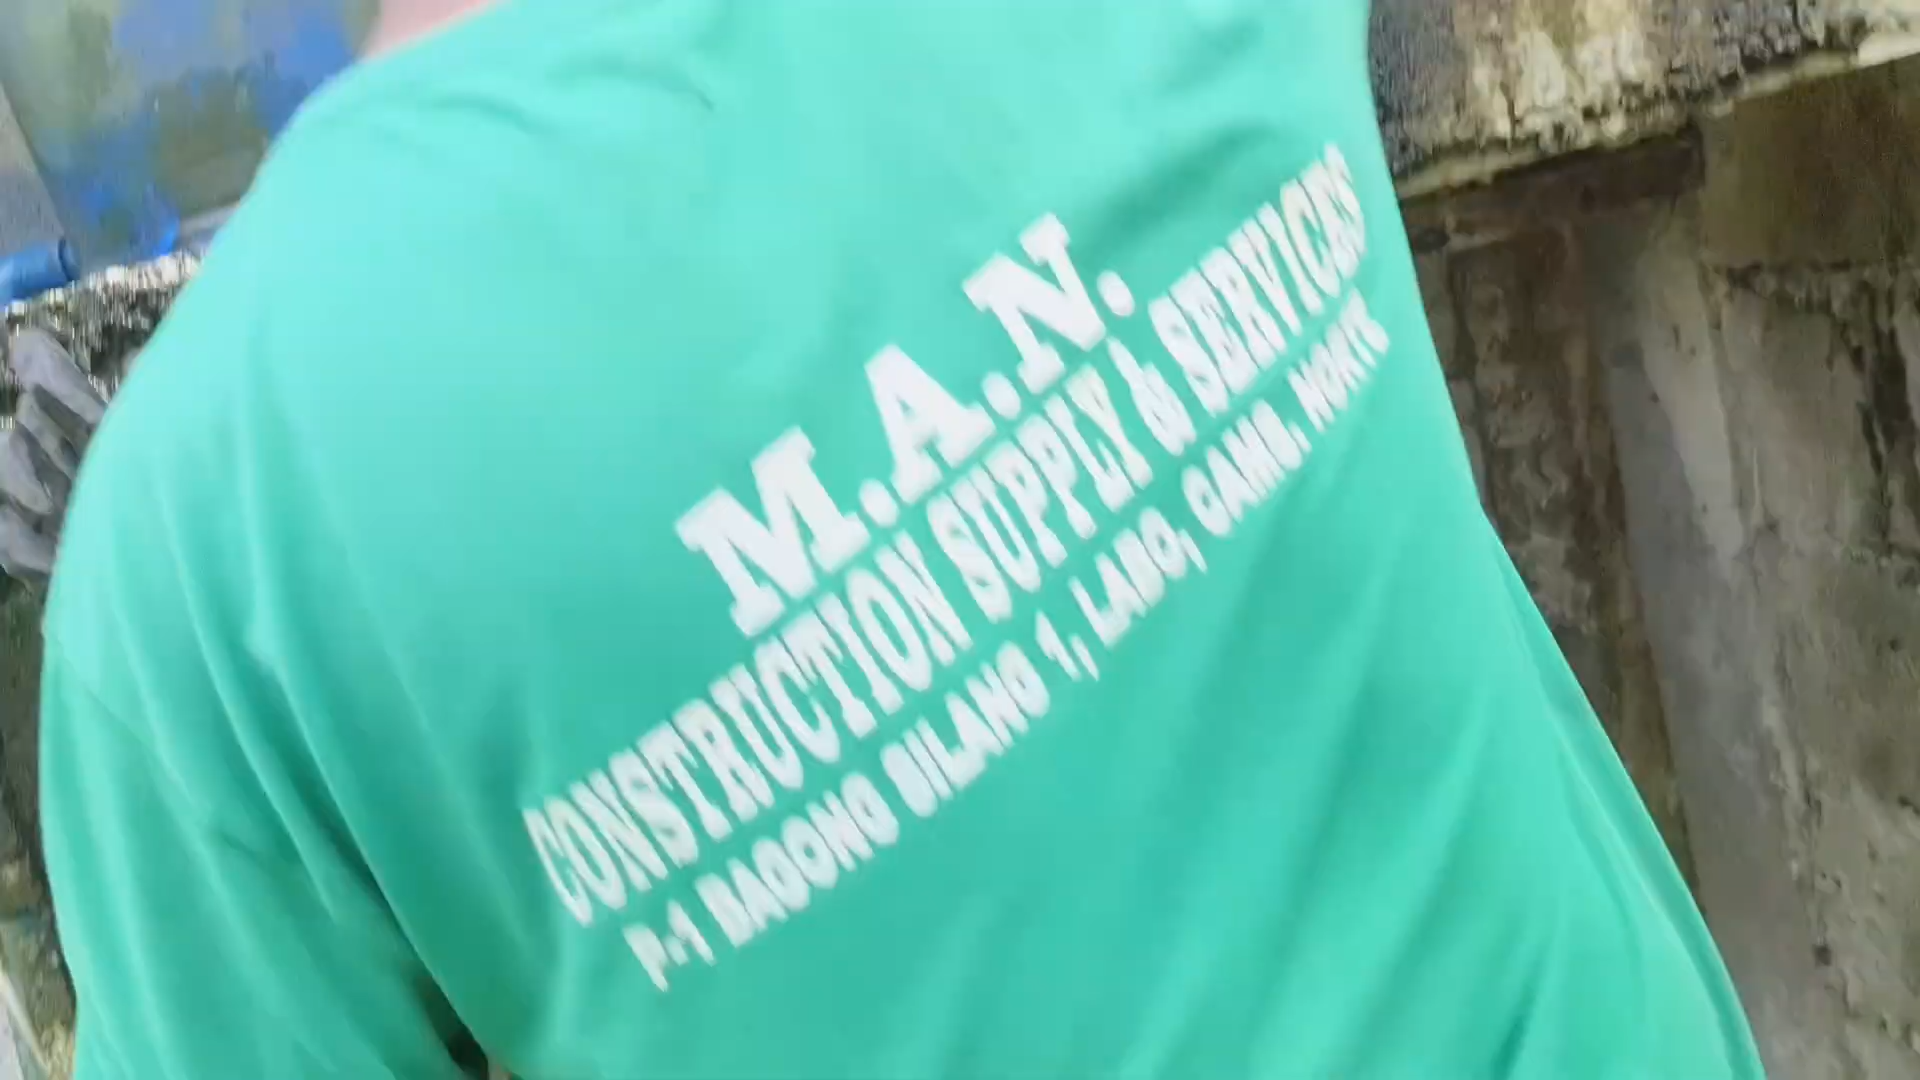 M.A.N.
CONSTRUCTION SUPPLY & SERVICES
P-1 BAGONG SILANG 1, LABO, CAMS. NORTE